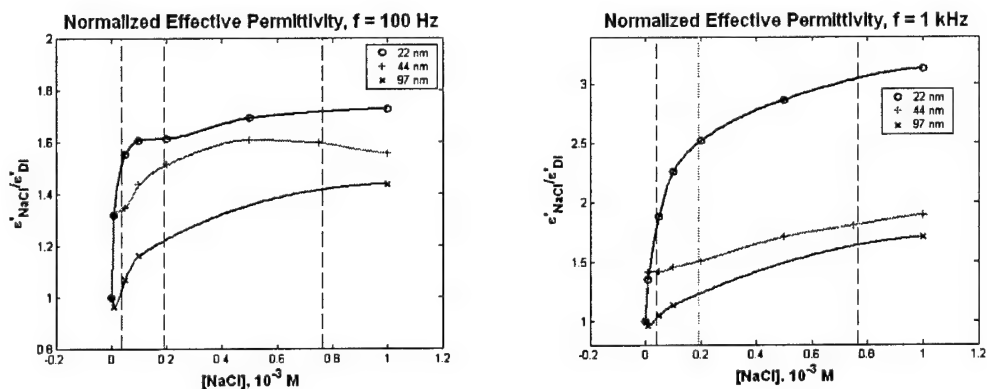 Normalized Effective Permittivity, f = 100 Hz
22 nm
44 nm
97 nm
1.8
1.6
1.4
1.2
1
0.8
ε'NaCl/ε'DI
-0.2 0 0.2 0.4 0.6 0.8 1 1.2
[NaCl], 10-3 M
Normalized Effective Permittivity, f = 1 kHz
22 nm
44 nm
97 nm
3
2.5
2
1.5
1
ε'NaCl/ε'DI
-0.2 0 0.2 0.4 0.6 0.8 1 1.2
[NaCl], 10-3 M